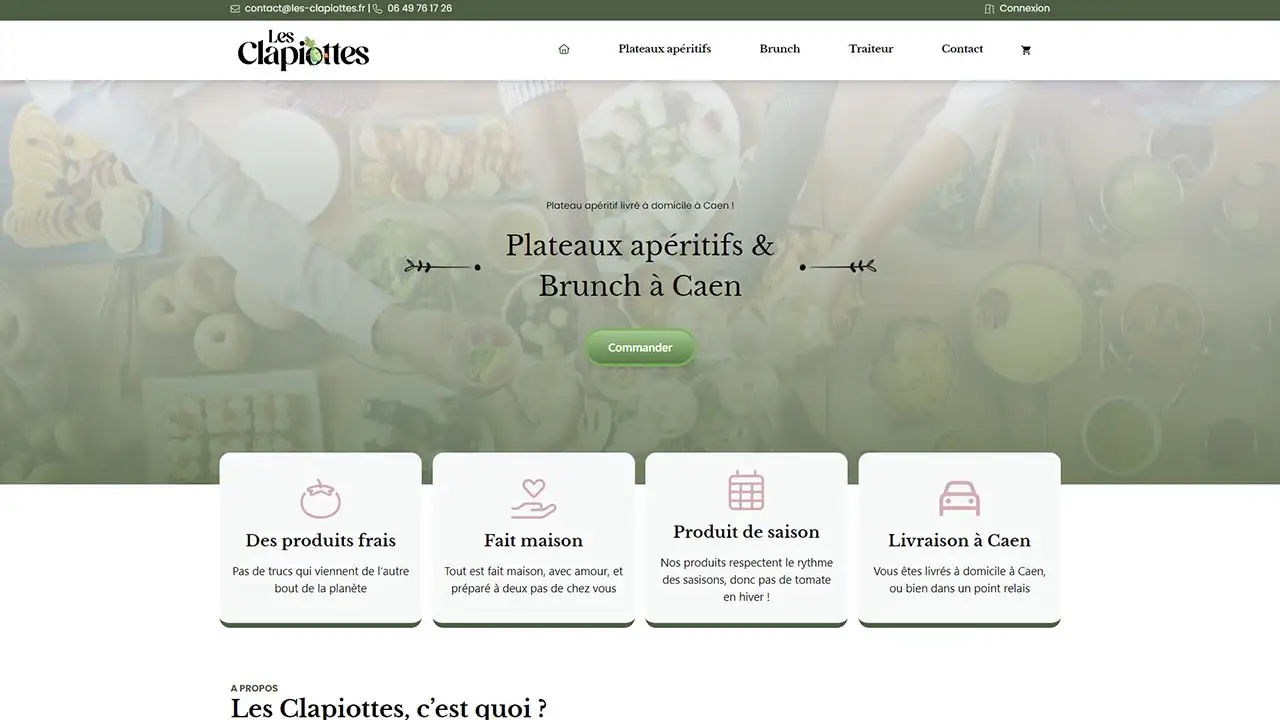 contact@les-clapiottes.fr | 06 49 76 17 26
Connexion
Les
Clapiottes
Plateaux apéritifs
Brunch
Traiteur
Contact
Plateau apéritif livré à domicile à Caen !
Plateaux apéritifs &
Brunch à Caen
Commander
Des produits frais
Pas de trucs qui viennent de l'autre
bout de la planète
Fait maison
Tout est fait maison, avec amour, et
préparé à deux pas de chez vous
Produit de saison
Nos produits respectent le rythme
des sasisons, donc pas de tomate
en hiver !
Livraison à Caen
Vous êtes livrés à domicile à Caen,
ou bien dans un point relais
A PROPOS
Les Clapiottes, c'est quoi ?